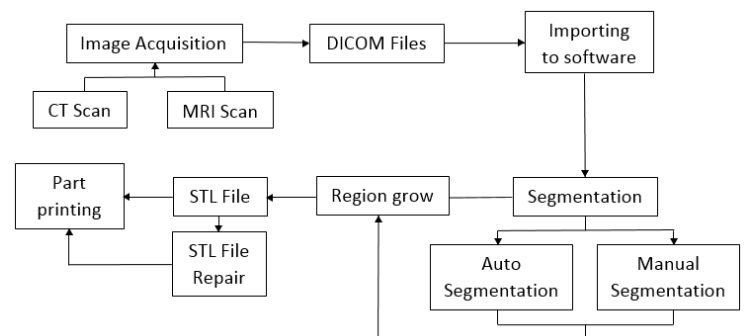 Image Acquisition
DICOM Files
Importing
to software
CT Scan
MRI Scan
Part
printing
STL File
Region grow
Segmentation
STL File
Repair
Auto
Segmentation
Manual
Segmentation